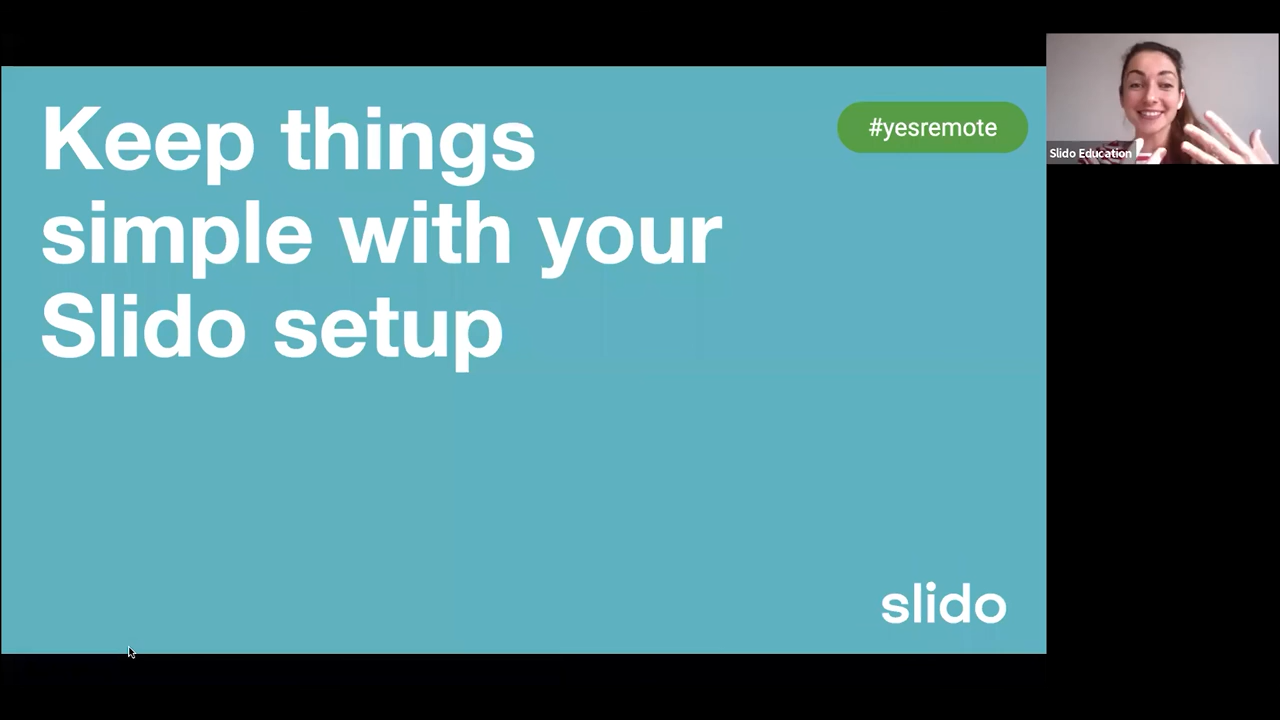 Keep things
simple with your
Slido setup
#yesremote
Slido Education
slido